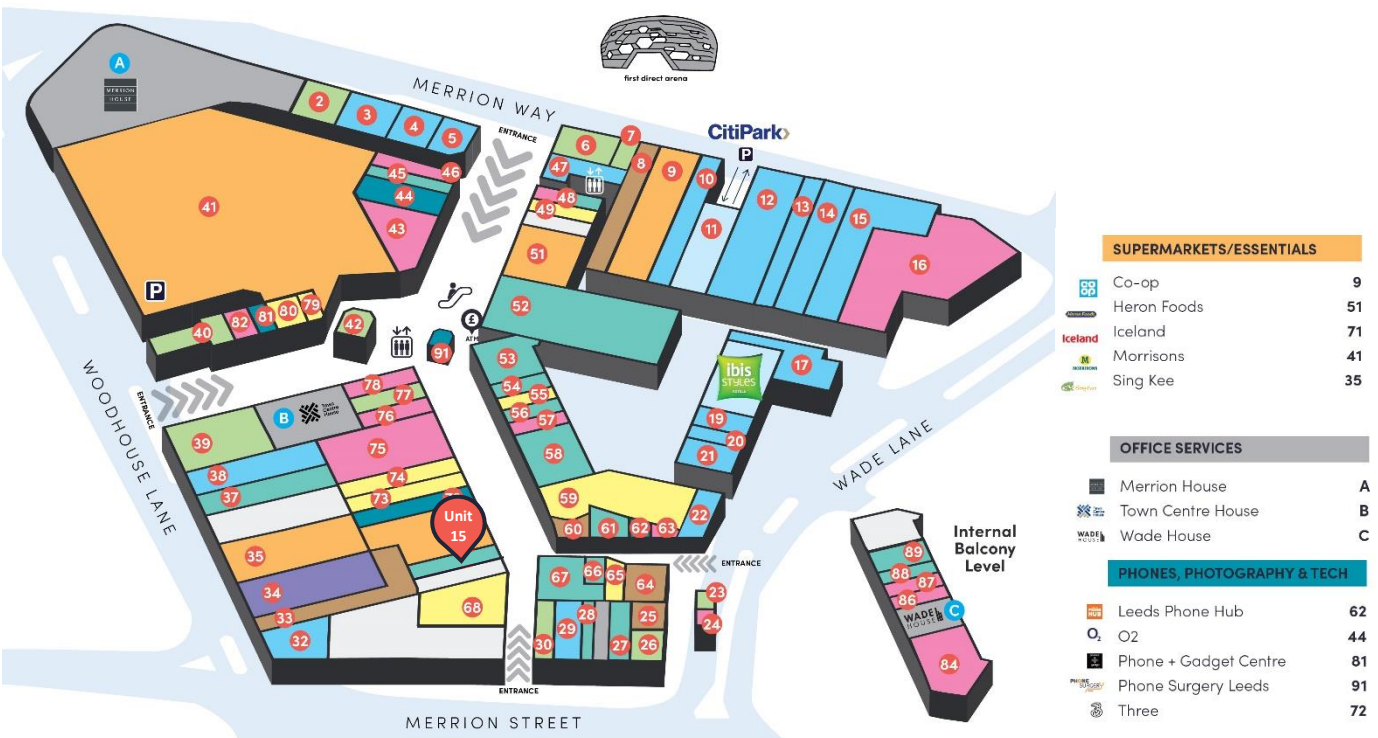 first direct arena
MERRION WAY
CitiPark
P
A
MERRION
HOUSE
2
3
4
5
ENTRANCE
6
7
8
9
10
11
12
13
14
15
16
47
48
49
51
52
45
46
44
43
41
P
40
82
81
80
79
42
91
£
ATM
WOODHOUSE LANE
ENTRANCE
B
Town
Centre
House
78
77
76
75
74
73
39
38
37
35
34
33
32
Unit
15
68
53
54
55
56
57
58
59
60
61
62
63
22
ibis
STYLES
HOTELS
17
19
20
21
WADE LANE
ENTRANCE
67
66
65
64
30
29
28
27
25
26
23
24
ENTRANCE
MERRION STREET
Internal
Balcony
Level
89
88
87
86
WADE
HOUSE
C
84
SUPERMARKETS/ESSENTIALS
Co-op 9
Heron Foods 51
Iceland Iceland 71
M MORRISONS Morrisons 41
Sing Kee 35
OFFICE SERVICES
Merrion House A
Town Centre House B
WADE HOUSE Wade House C
PHONES, PHOTOGRAPHY & TECH
HUB Leeds Phone Hub 62
O2 O2 44
Phone + Gadget Centre 81
PHONE SURGERY Phone Surgery Leeds 91
3 Three 72